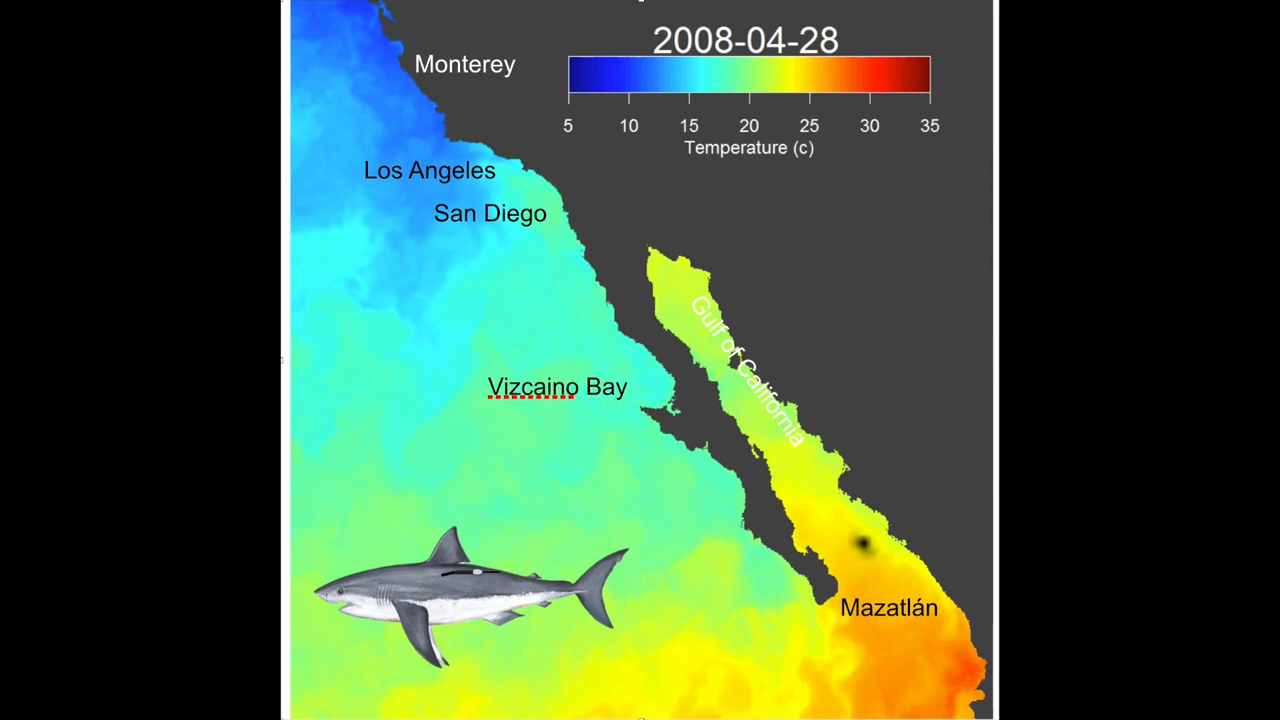 2008-04-28
Monterey
5 10 15 20 25 30 35
Temperature (c)
Los Angeles
San Diego
Gulf of California
Vizcaino Bay
Mazatlán